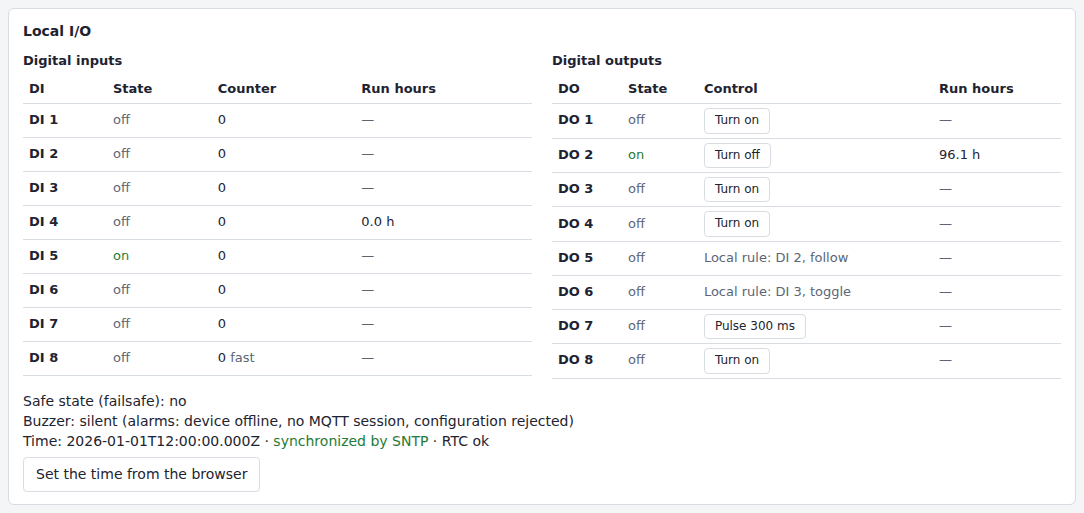 Local I/O
Digital inputs
DI State Counter Run hours
DI 1 off 0 —
DI 2 off 0 —
DI 3 off 0 —
DI 4 off 0 0.0 h
DI 5 on 0 —
DI 6 off 0 —
DI 7 off 0 —
DI 8 off 0 fast —
Digital outputs
DO State Control Run hours
DO 1 off Turn on —
DO 2 on Turn off 96.1 h
DO 3 off Turn on —
DO 4 off Turn on —
DO 5 off Local rule: DI 2, follow —
DO 6 off Local rule: DI 3, toggle —
DO 7 off Pulse 300 ms —
DO 8 off Turn on —
Safe state (failsafe): no
Buzzer: silent (alarms: device offline, no MQTT session, configuration rejected)
Time: 2026-01-01T12:00:00.000Z · synchronized by SNTP · RTC ok
Set the time from the browser